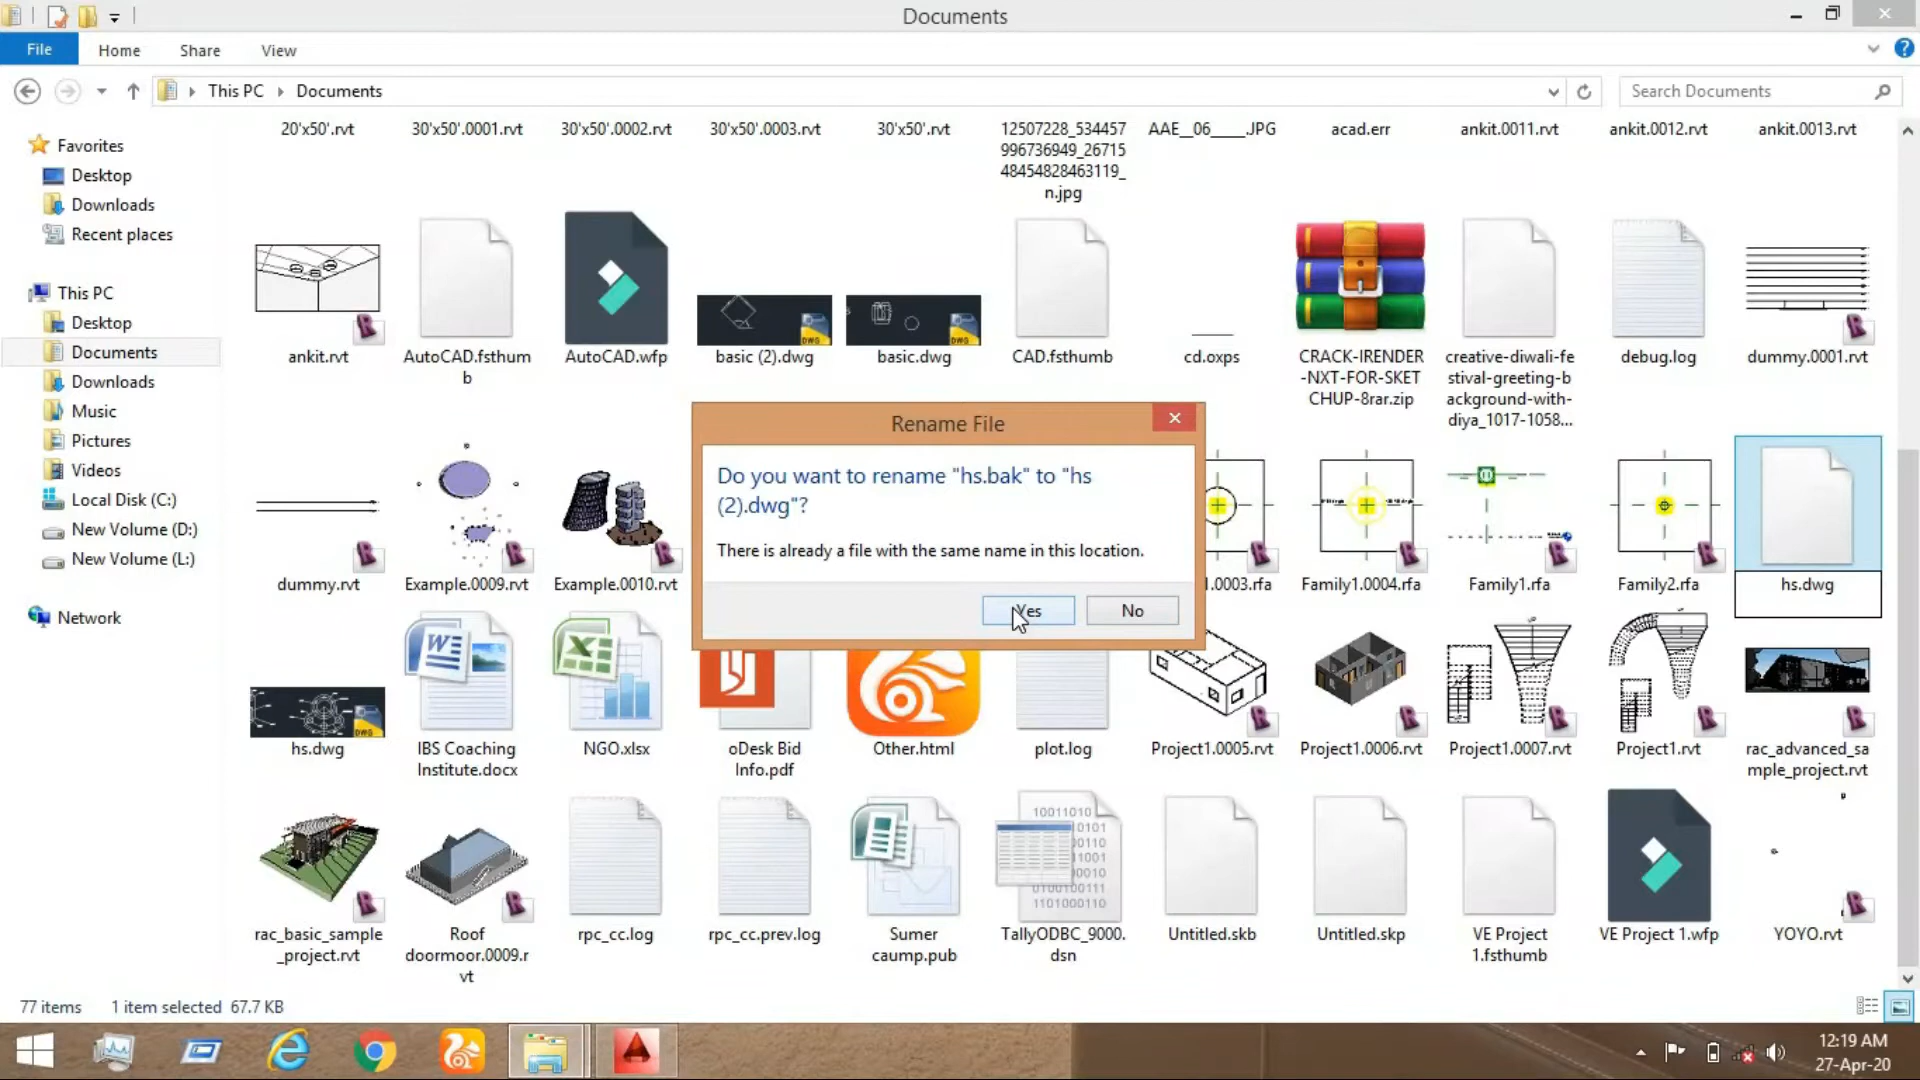 Documents
File
Home
Share
View
This PC
Documents
Search Documents
Favorites
Desktop
Downloads
Recent places
This PC
Desktop
Documents
Downloads
Music
Pictures
Videos
Local Disk (C:)
New Volume (D:)
New Volume (L:)
Network
20'x50'.rvt
30'x50'.0001.rvt
30'x50'.0002.rvt
30'x50'.0003.rvt
30'x50'.rvt
12507228_534457
996736949_26715
48454828463119_
n.jpg
AAE__06____.JPG
acad.err
ankit.0011.rvt
ankit.0012.rvt
ankit.0013.rvt
ankit.rvt
AutoCAD.fsthum
b
AutoCAD.wfp
DWG
basic (2).dwg
DWG
basic.dwg
CAD.fsthumb
cd.oxps
CRACK-IRENDER
-NXT-FOR-SKET
CHUP-8rar.zip
creative-diwali-fe
stival-greeting-b
ackground-with-
diya_1017-1058...
debug.log
dummy.0001.rvt
Rename File
Do you want to rename "hs.bak" to "hs
(2).dwg"?
There is already a file with the same name in this location.
Yes
No
dummy.rvt
Example.0009.rvt
Example.0010.rvt
1.0003.rfa
Family1.0004.rfa
Family1.rfa
Family2.rfa
hs.dwg
DWG
hs.dwg
IBS Coaching
Institute.docx
NGO.xlsx
oDesk Bid
Info.pdf
Other.html
plot.log
Project1.0005.rvt
Project1.0006.rvt
Project1.0007.rvt
Project1.rvt
rac_advanced_sa
mple_project.rvt
rac_basic_sample
_project.rvt
Roof
doormoor.0009.r
vt
rpc_cc.log
rpc_cc.prev.log
Sumer
caump.pub
TallyODBC_9000.
dsn
Untitled.skb
Untitled.skp
VE Project
1.fsthumb
VE Project 1.wfp
YOYO.rvt
77 items
1 item selected 67.7 KB
12:19 AM
27-Apr-20